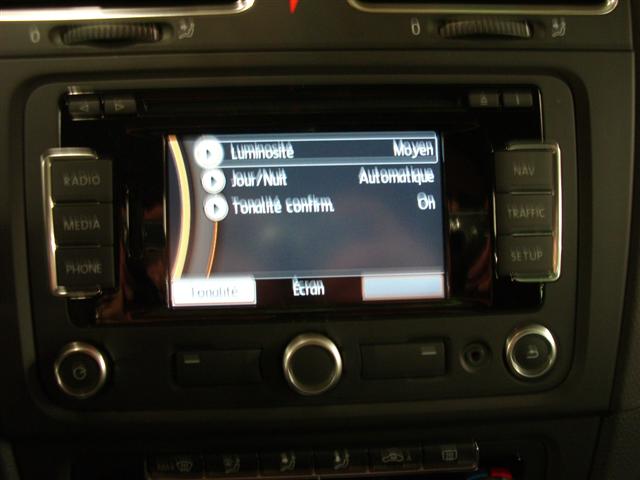 Luminosité Moyen
Jour/Nuit Automatique
Tonalité confirm. On
Tonalité Écran
RADIO
MEDIA
PHONE
NAV
TRAFFIC
SETUP